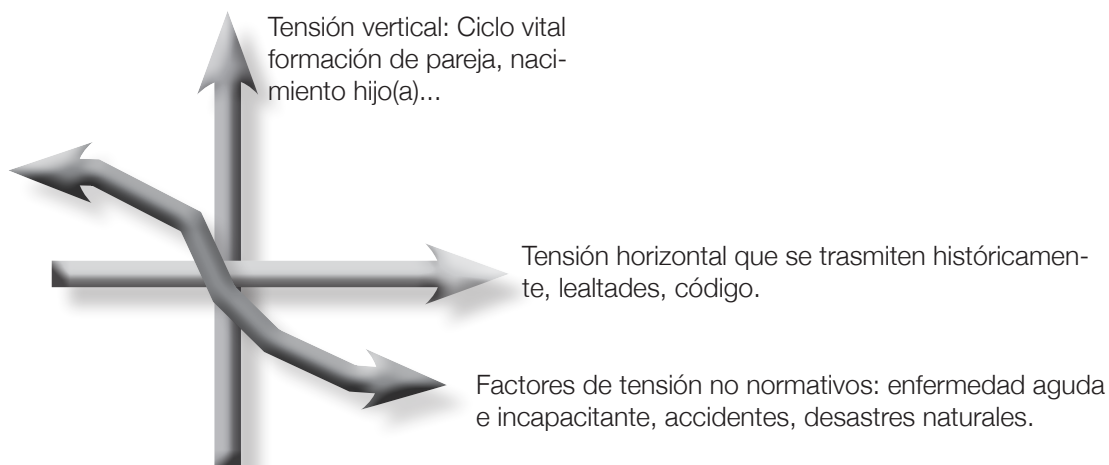 Tensión vertical: Ciclo vital
formación de pareja, naci-
miento hijo(a)...
Tensión horizontal que se trasmiten históricamen-
te, lealtades, código.
Factores de tensión no normativos: enfermedad aguda
e incapacitante, accidentes, desastres naturales.